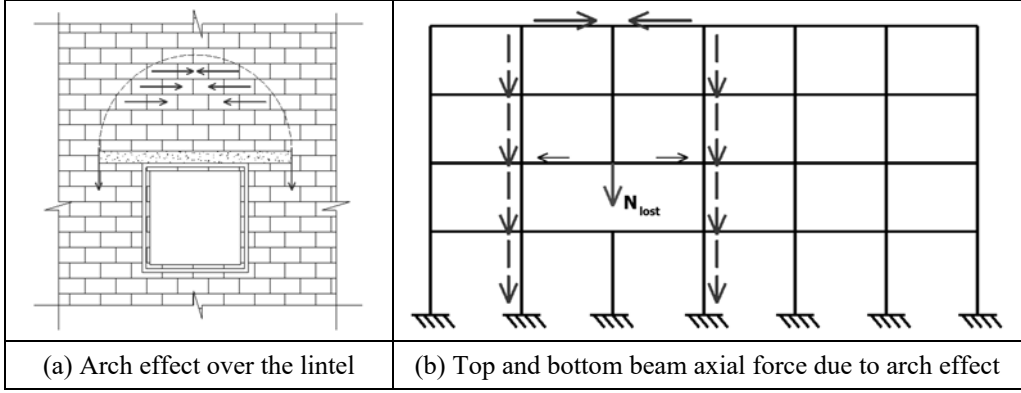 N lost
(a) Arch effect over the lintel
(b) Top and bottom beam axial force due to arch effect